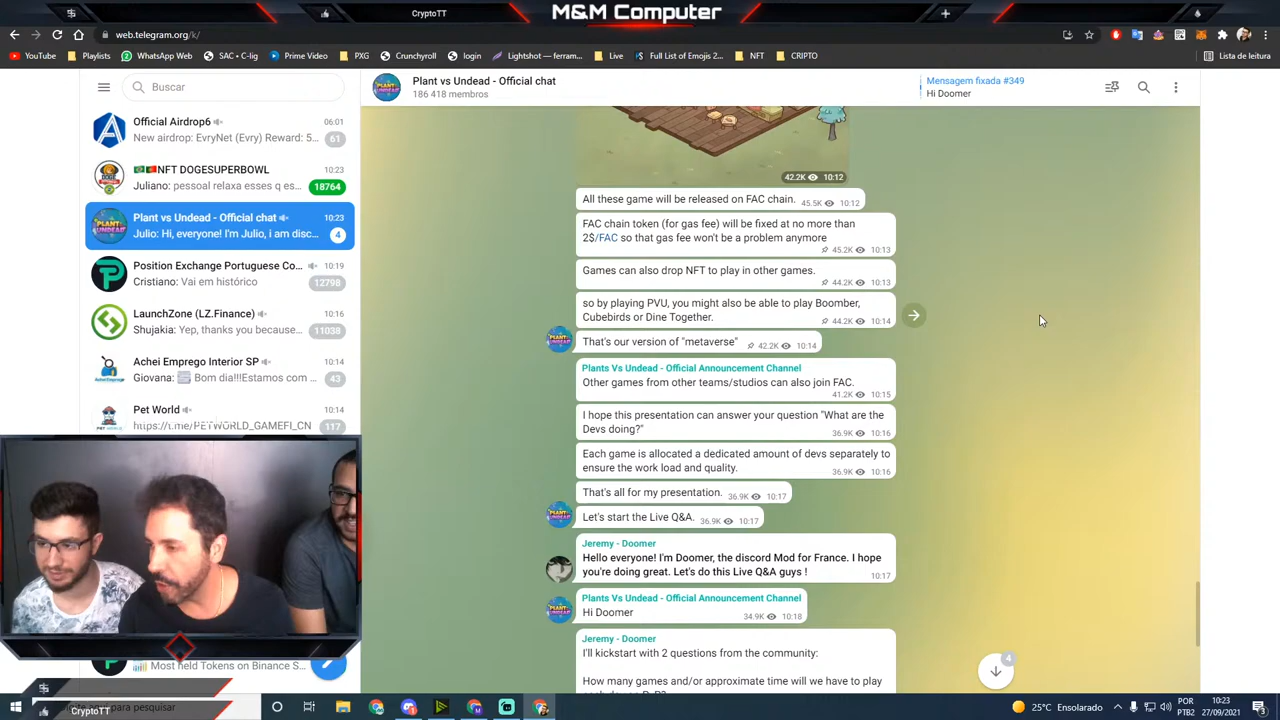 CryptoTT
M&M Computer
web.telegram.org/k/
YouTube
Playlists
WhatsApp Web
SAC • C-lig
Prime Video
PXG
Crunchyroll
login
Lightshot — ferram...
Live
Full List of Emojis 2...
NFT
CRIPTO
Lista de leitura
Buscar
Plant vs Undead - Official chat
186 418 membros
Mensagem fixada #349
Hi Doomer
Official Airdrop6
06:01
New airdrop: EvryNet (Evry) Reward: 5...
61
NFT DOGESUPERBOWL
10:23
Juliano: pessoal relaxa esses q es...
18764
Plant vs Undead - Official chat
10:23
Julio: Hi, everyone! I'm Julio, i am disc...
4
Position Exchange Portuguese Co...
10:19
Cristiano: Vai em histórico
12798
LaunchZone (LZ.Finance)
10:16
Shujakia: Yep, thank you because...
11038
Achei Emprego Interior SP
10:14
Giovana: Bom dia!!!Estamos com ...
43
Pet World
10:14
https://t.me/PETWORLD_GAMEFI_CN
117
Most held Tokens on Binance S...
42.2K 10:12
All these game will be released on FAC chain.
45.5K 10:12
FAC chain token (for gas fee) will be fixed at no more than
2$/FAC so that gas fee won't be a problem anymore
45.2K 10:13
Games can also drop NFT to play in other games.
44.2K 10:13
so by playing PVU, you might also be able to play Boomber,
Cubebirds or Dine Together.
44.2K 10:14
That's our version of "metaverse"
42.2K 10:14
Plants Vs Undead - Official Announcement Channel
Other games from other teams/studios can also join FAC.
41.2K 10:15
I hope this presentation can answer your question "What are the
Devs doing?"
36.9K 10:16
Each game is allocated a dedicated amount of devs separately to
ensure the work load and quality.
36.9K 10:16
That's all for my presentation.
36.9K 10:17
Let's start the Live Q&A.
36.9K 10:17
Jeremy - Doomer
Hello everyone! I'm Doomer, the discord Mod for France. I hope
you're doing great. Let's do this Live Q&A guys !
10:17
Plants Vs Undead - Official Announcement Channel
Hi Doomer
34.9K 10:18
Jeremy - Doomer
I'll kickstart with 2 questions from the community:
How many games and/or approximate time will we have to play
4
aqui para pesquisar
CryptoTT
25°C Ensolarado
POR
PTB2
10:23
27/09/2021